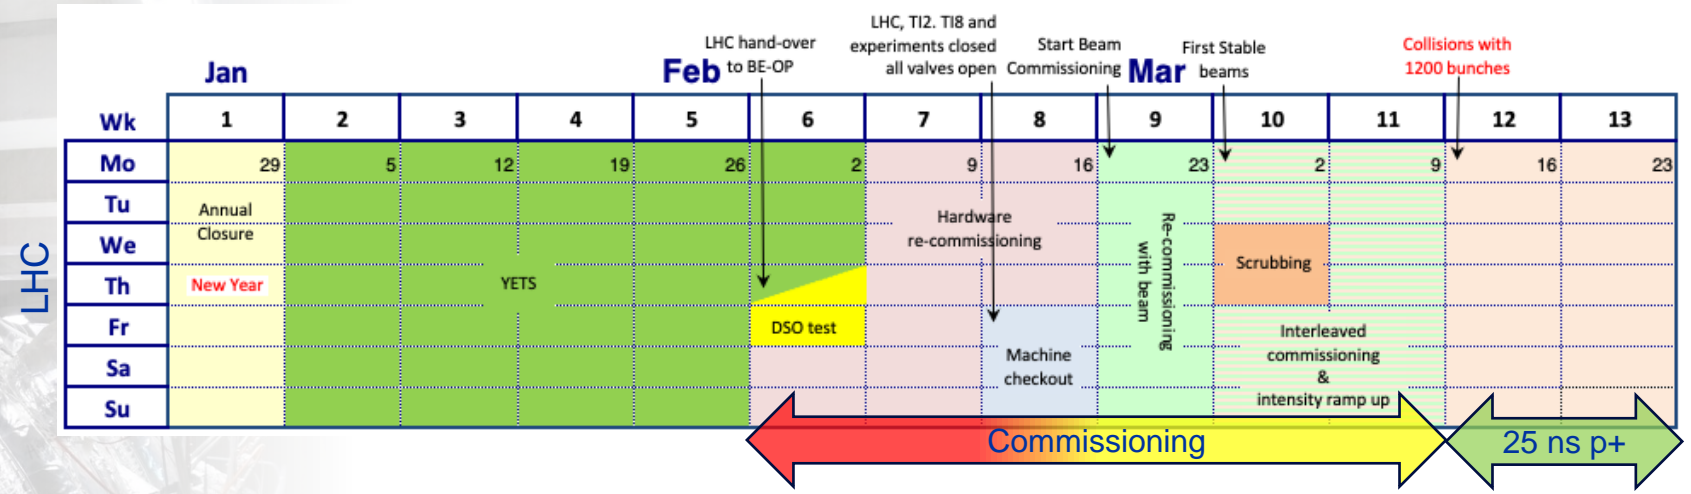 LHC, TI2. TI8 and
LHC hand-over experiments closed Start Beam First Stable Collisions with
Jan Feb to BE-OP all valves open Commissioning Mar beams 1200 bunches
Wk 1 2 3 4 5 6 7 8 9 10 11 12 13
Mo 29 5 12 19 26 2 9 16 23 2 9 16 23
Tu Annual Hardware
We Closure re-commissioning
Re-commissioning
with beam
Scrubbing
Th New Year YETS
Fr DSO test Interleaved
Sa Machine commissioning
checkout &
Su intensity ramp up
LHC
Commissioning 25 ns p+